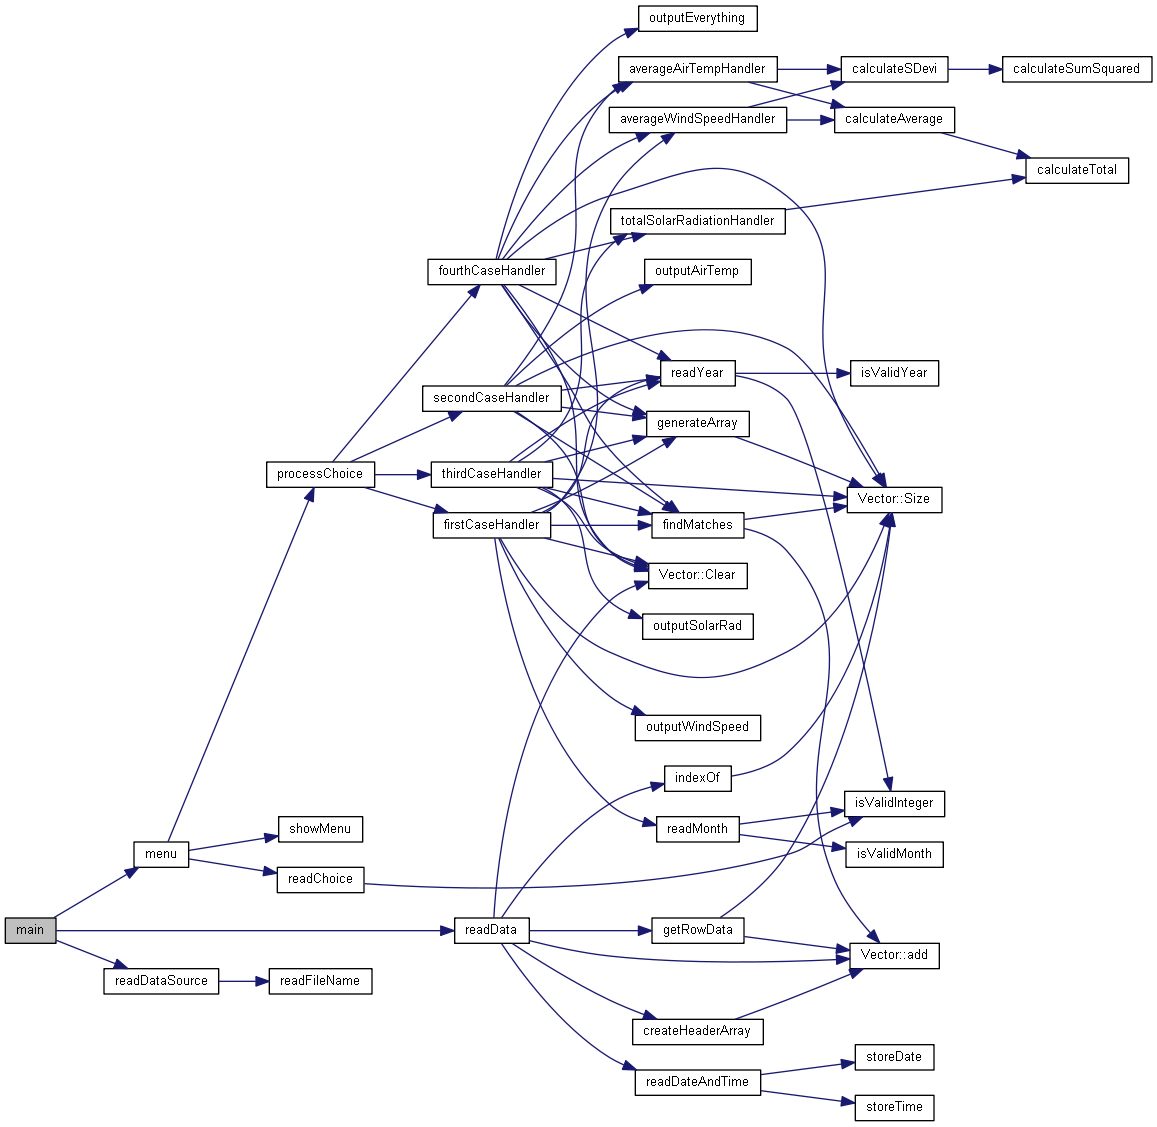 outputEverything
averageAirTempHandler
calculateSDevi
calculateSumSquared
averageWindSpeedHandler
calculateAverage
calculateTotal
totalSolarRadiationHandler
fourthCaseHandler
outputAirTemp
readYear
isValidYear
secondCaseHandler
generateArray
processChoice
thirdCaseHandler
Vector::Size
firstCaseHandler
findMatches
Vector::Clear
outputSolarRad
outputWindSpeed
indexOf
isValidInteger
showMenu
readMonth
menu
isValidMonth
readChoice
main
readData
getRowData
Vector::add
readDataSource
readFileName
createHeaderArray
storeDate
readDateAndTime
storeTime